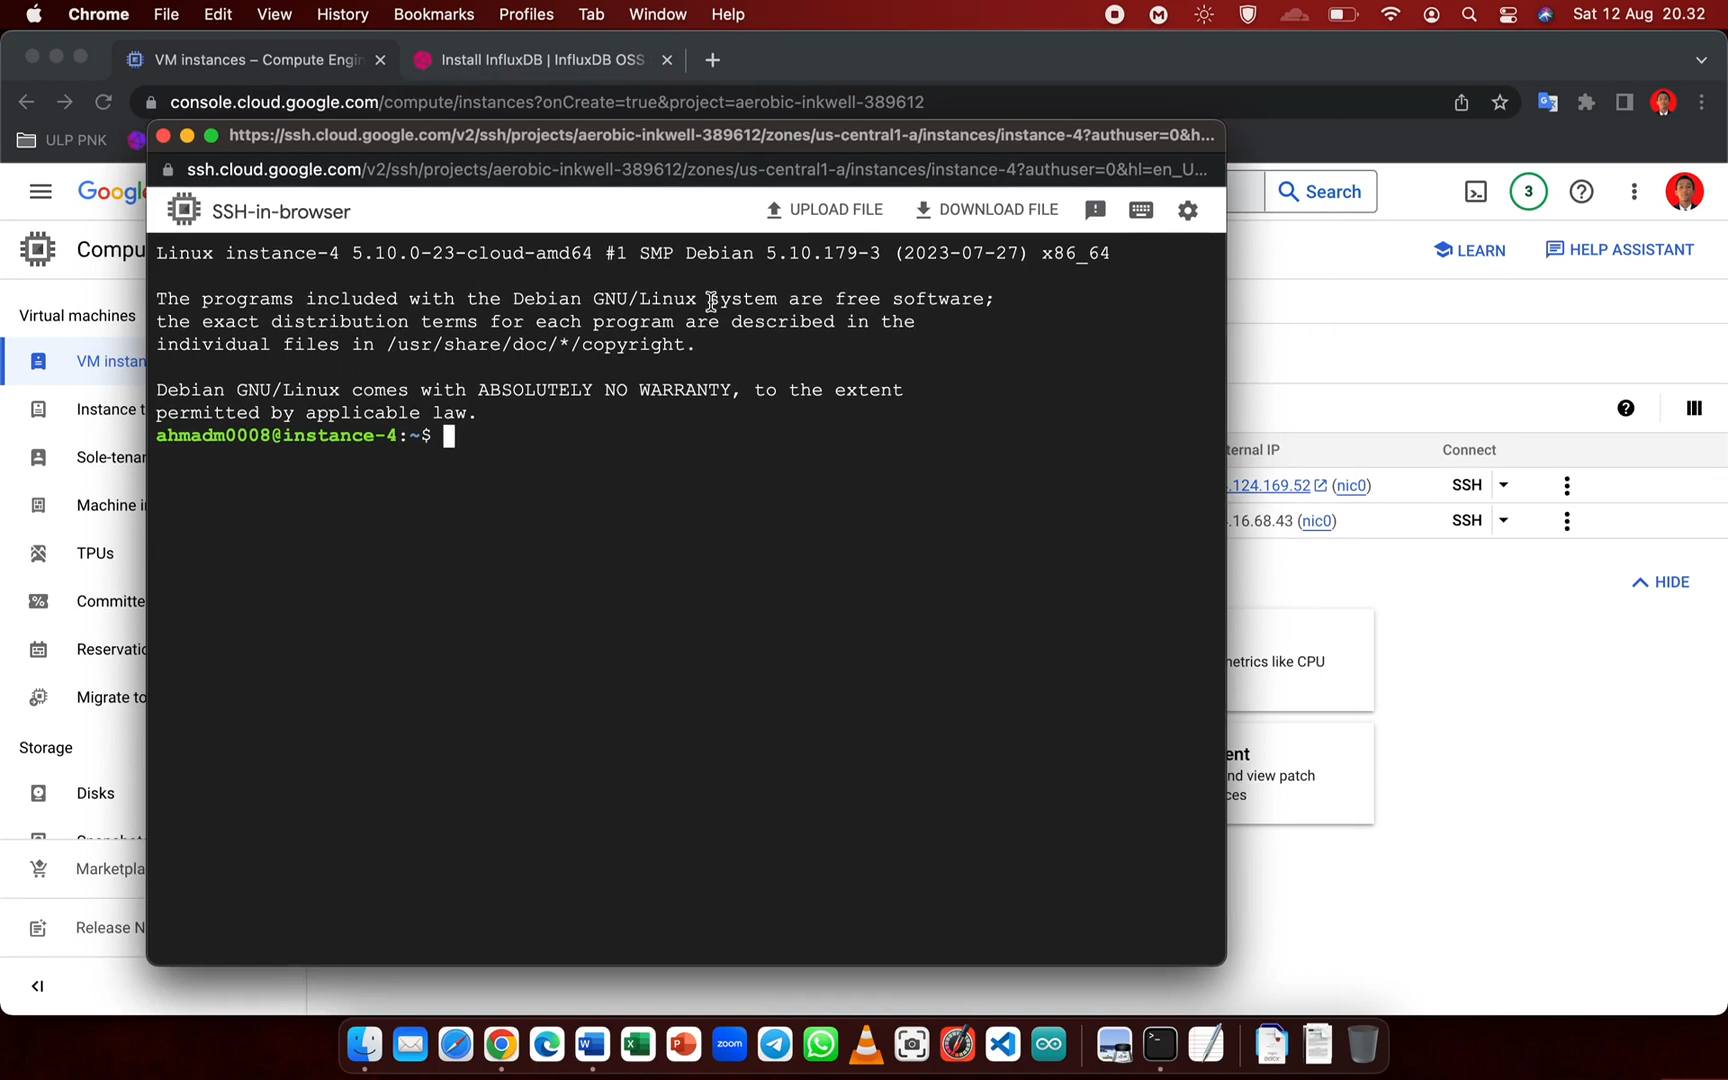 Chrome File Edit View History Bookmarks Profiles Tab Window Help Sat 12 Aug 20.32
VM instances – Compute Engin
Install InfluxDB | InfluxDB OSS
console.cloud.google.com/compute/instances?onCreate=true&project=aerobic-inkwell-389612
ULP PNK
https://ssh.cloud.google.com/v2/ssh/projects/aerobic-inkwell-389612/zones/us-central1-a/instances/instance-4?authuser=0&h...
ssh.cloud.google.com/v2/ssh/projects/aerobic-inkwell-389612/zones/us-central1-a/instances/instance-4?authuser=0&hl=en_U...
Search
3
SSH-in-browser
UPLOAD FILE
DOWNLOAD FILE
LEARN
HELP ASSISTANT
Virtual machines
VM instan
Instance t
Sole-tenar
Machine i
TPUs
Committe
Reservatic
Migrate to
Storage
Disks
Marketpla
Release N
Linux instance-4 5.10.0-23-cloud-amd64 #1 SMP Debian 5.10.179-3 (2023-07-27) x86_64
The programs included with the Debian GNU/Linux system are free software;
the exact distribution terms for each program are described in the
individual files in /usr/share/doc/*/copyright.
Debian GNU/Linux comes with ABSOLUTELY NO WARRANTY, to the extent
permitted by applicable law.
ahmadm0008@instance-4:~$
ternal IP
Connect
.124.169.52 (nic0)
SSH
.16.68.43 (nic0)
SSH
HIDE
netrics like CPU
ent
nd view patch
ces
zoom